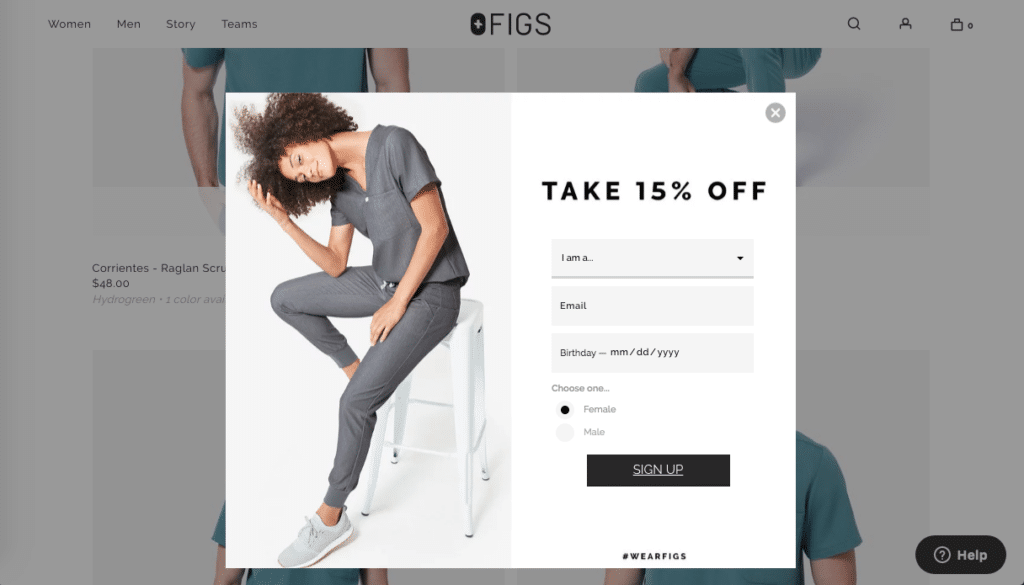 Women Men Story Teams FIGS 0
TAKE 15% OFF
I am a...
Corrientes - Raglan Scru
$48.00
Hydrogreen • 1 color avai
Email
Birthday — mm/dd/yyyy
Choose one...
Female
Male
SIGN UP
#WEARFIGS
? Help